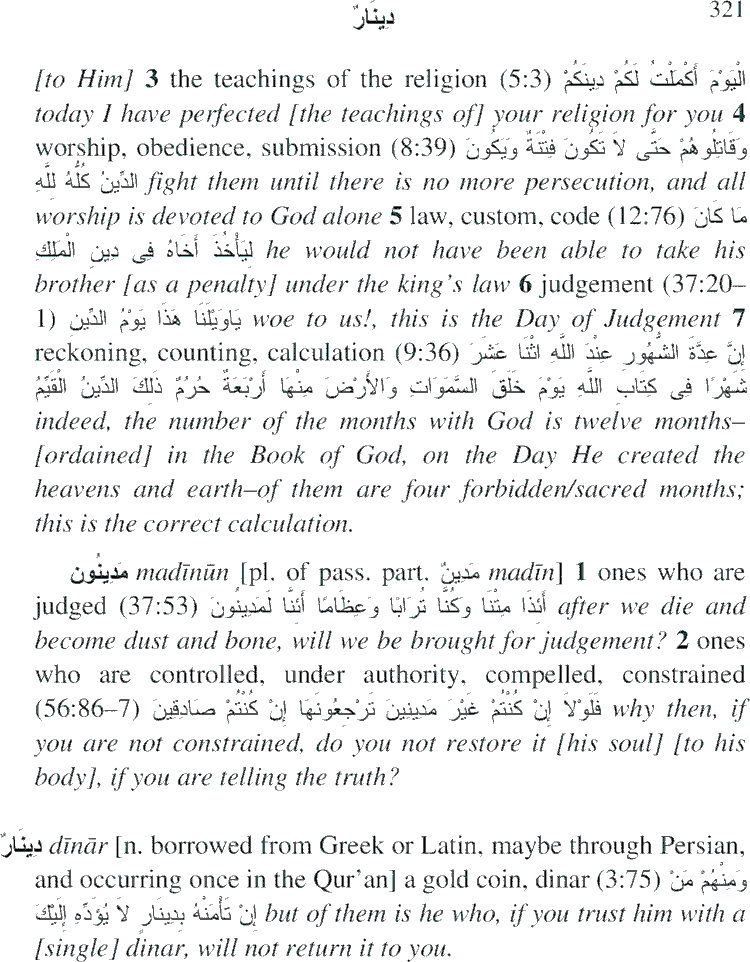 دِينَارٌ 321
[to Him] 3 the teachings of the religion (5:3) الْيَوْمَ أَكْمَلْتُ لَكُمْ دِينَكُمْ
today I have perfected [the teachings of] your religion for you 4
worship, obedience, submission (8:39) وَقَاتِلُوهُمْ حَتَّى لاَ تَكُونَ فِتْنَةٌ وَيَكُونَ
الدِّينُ كُلُّهُ لِلَّهِ fight them until there is no more persecution, and all
worship is devoted to God alone 5 law, custom, code (12:76) مَا كَانَ
لِيَأْخُذَ أَخَاهُ فِى دِينِ الْمَلِكِ he would not have been able to take his
brother [as a penalty] under the king's law 6 judgement (37:20–
1) يَاوَيْلَنَا هَذَا يَوْمُ الدِّينِ woe to us!, this is the Day of Judgement 7
reckoning, counting, calculation (9:36) إِنَّ عِدَّةَ الشُّهُورِ عِنْدَ اللَّهِ اثْنَا عَشَرَ
شَهْرًا فِى كِتَابِ اللَّهِ يَوْمَ خَلَقَ السَّمَوَاتِ وَالأَرْضَ مِنْهَا أَرْبَعَةٌ حُرُمٌ ذَلِكَ الدِّينُ الْقَيِّمُ
indeed, the number of the months with God is twelve months–
[ordained] in the Book of God, on the Day He created the
heavens and earth–of them are four forbidden/sacred months;
this is the correct calculation.
مَدِينُون madīnūn [pl. of pass. part. مَدِينٌ madīn] 1 ones who are
judged (37:53) أَئِذَا مِتْنَا وَكُنَّا تُرَابًا وَعِظَامًا أَئِنَّا لَمَدِينُونَ after we die and
become dust and bone, will we be brought for judgement? 2 ones
who are controlled, under authority, compelled, constrained
(56:86–7) فَلَوْلاَ إِنْ كُنْتُمْ غَيْرَ مَدِينِينَ تَرْجِعُونَهَا إِنْ كُنْتُمْ صَادِقِينَ why then, if
you are not constrained, do you not restore it [his soul] [to his
body], if you are telling the truth?
دِينَارٌ dīnār [n. borrowed from Greek or Latin, maybe through Persian,
and occurring once in the Qur'an] a gold coin, dinar (3:75) وَمِنْهُمْ مَنْ
إِنْ تَأْمَنْهُ بِدِينَارٍ لاَ يُؤَدِّهِ إِلَيْكَ but of them is he who, if you trust him with a
[single] dinar, will not return it to you.